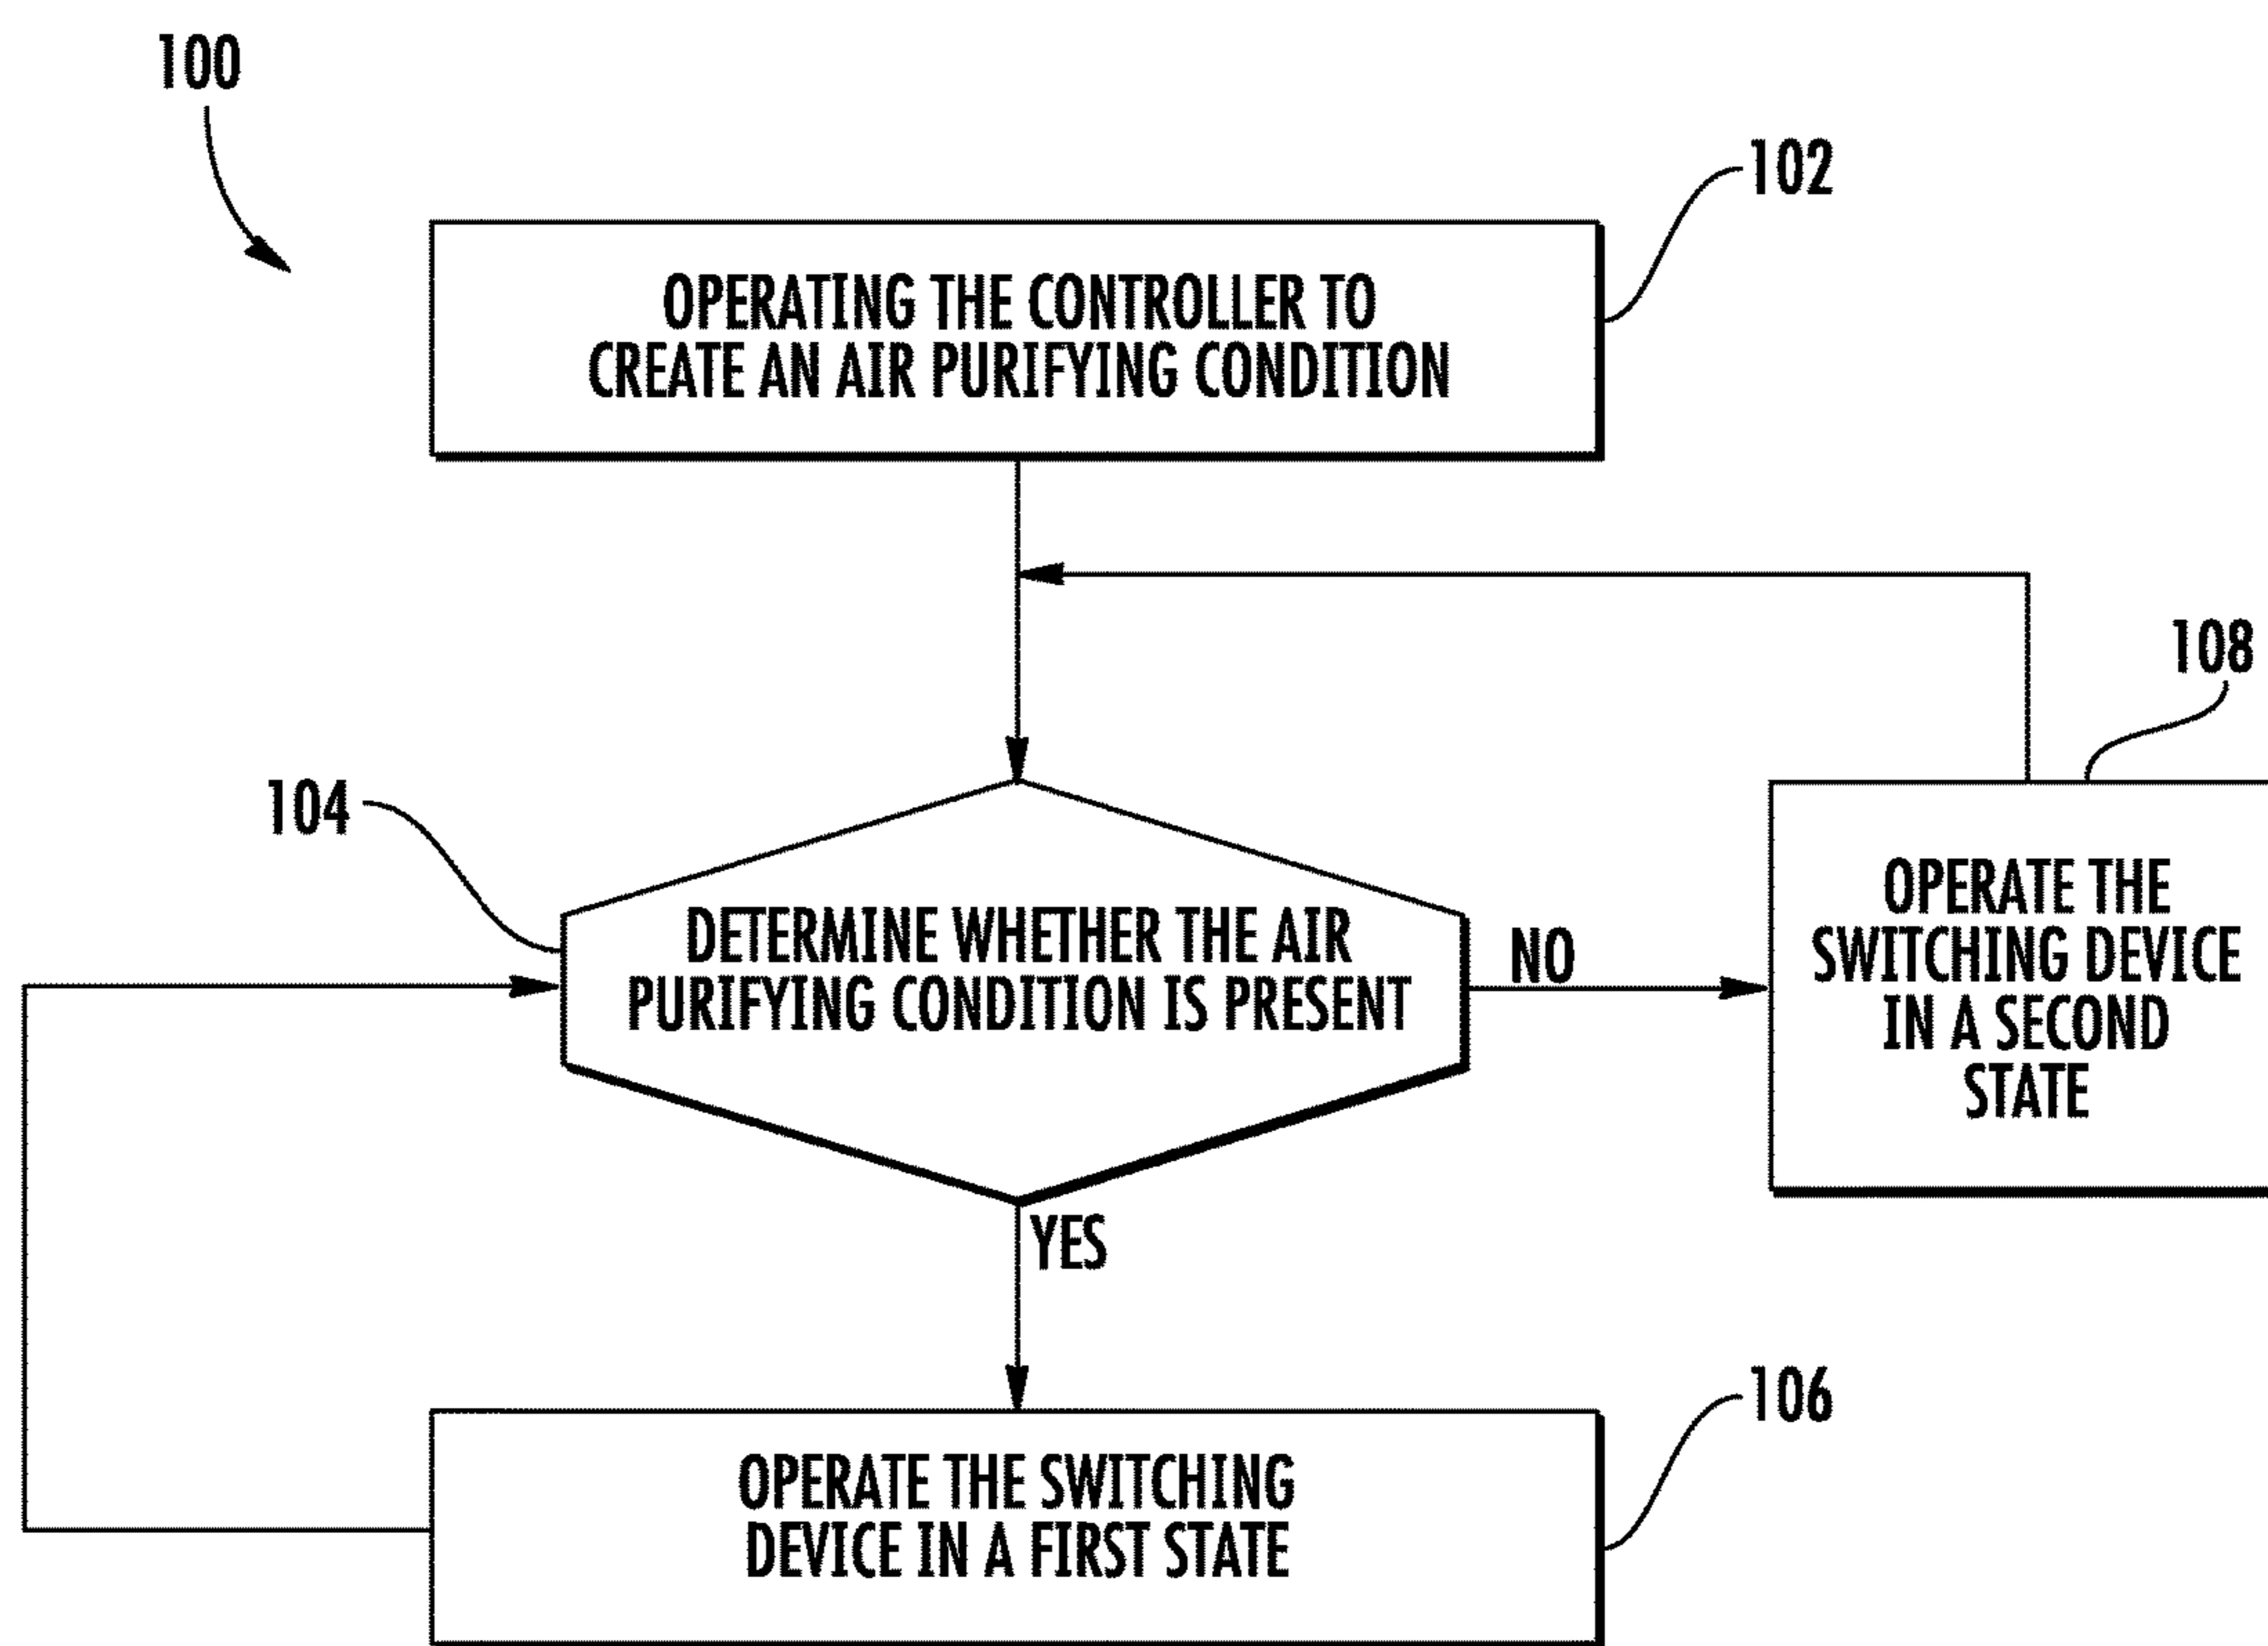 100
102
OPERATING THE CONTROLLER TO
CREATE AN AIR PURIFYING CONDITION
108
104
DETERMINE WHETHER THE AIR
PURIFYING CONDITION IS PRESENT
NO
OPERATE THE
SWITCHING DEVICE
IN A SECOND
STATE
YES
106
OPERATE THE SWITCHING
DEVICE IN A FIRST STATE